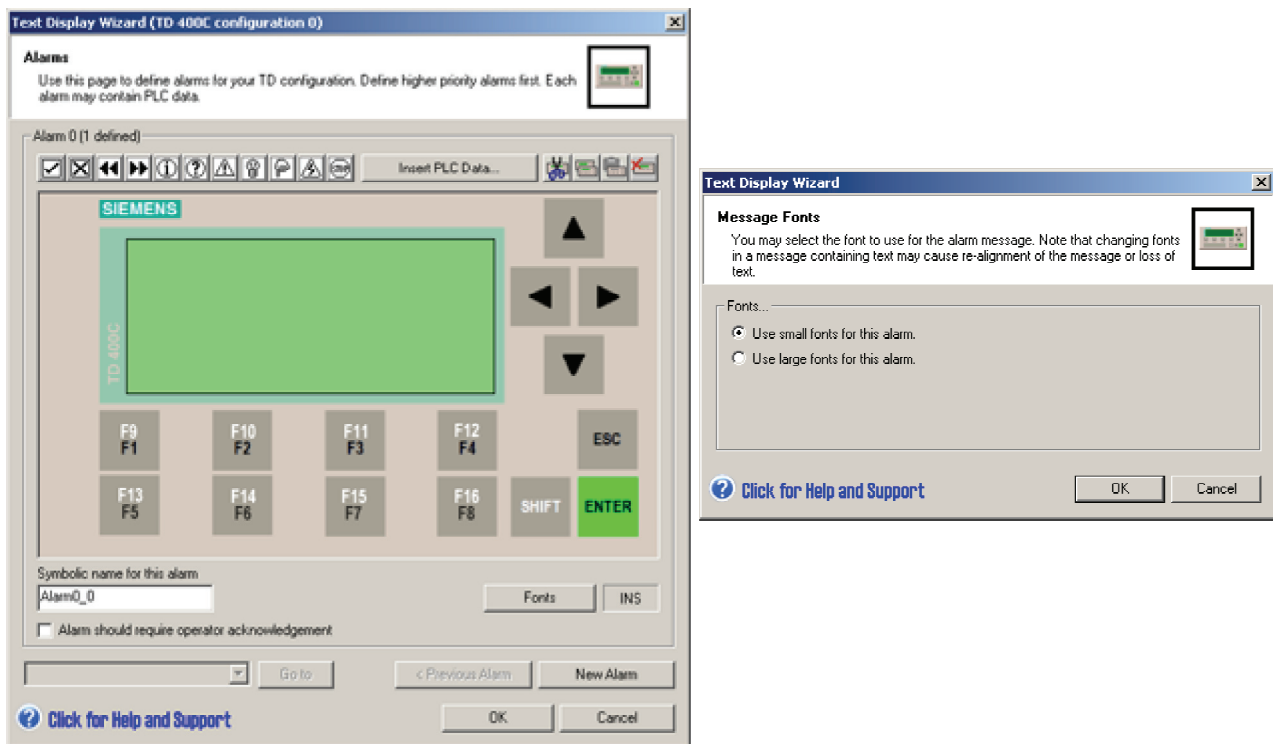 Text Display Wizard (TD 400C configuration 0)
Alarms
Use this page to define alarms for your TD configuration. Define higher priority alarms first. Each
alarm may contain PLC data.
Alarm 0 (1 defined)
Insert PLC Data...
SIEMENS
TD 400C
F9
F1
F10
F2
F11
F3
F12
F4
ESC
F13
F5
F14
F6
F15
F7
F16
F8
SHIFT
ENTER
Symbolic name for this alarm
Alarm0_0
Fonts
INS
Alarm should require operator acknowledgement
Go to
< Previous Alarm
New Alarm
Click for Help and Support
OK
Cancel
Text Display Wizard
Message Fonts
You may select the font to use for the alarm message. Note that changing fonts
in a message containing text may cause re-alignment of the message or loss of
text.
Fonts...
Use small fonts for this alarm.
Use large fonts for this alarm.
Click for Help and Support
OK
Cancel